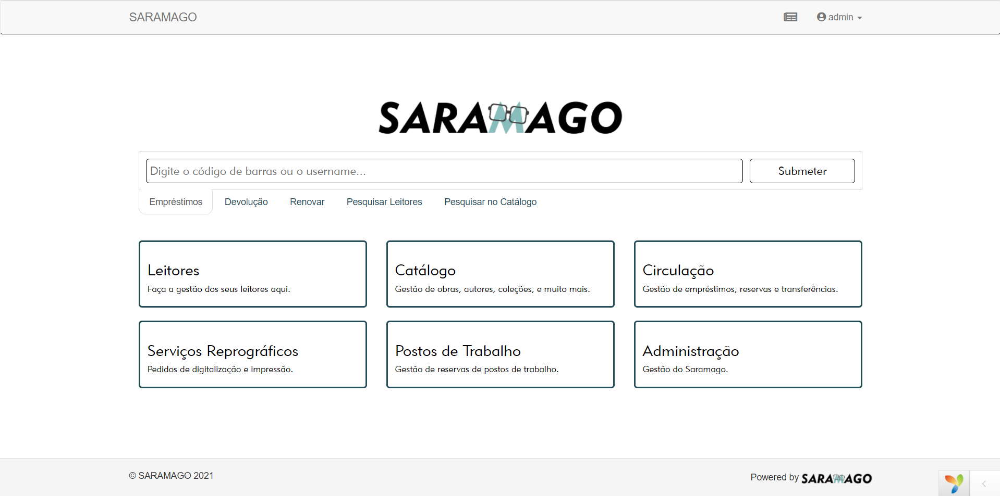 SARAMAGO
admin
SARAMAGO
Digite o código de barras ou o username...
Submeter
Empréstimos
Devolução
Renovar
Pesquisar Leitores
Pesquisar no Catálogo
Leitores
Faça a gestão dos seus leitores aqui.
Catálogo
Gestão de obras, autores, coleções, e muito mais.
Circulação
Gestão de empréstimos, reservas e transferências.
Serviços Reprográficos
Pedidos de digitalização e impressão.
Postos de Trabalho
Gestão de reservas de postos de trabalho.
Administração
Gestão do Saramago.
© SARAMAGO 2021
Powered by SARAMAGO